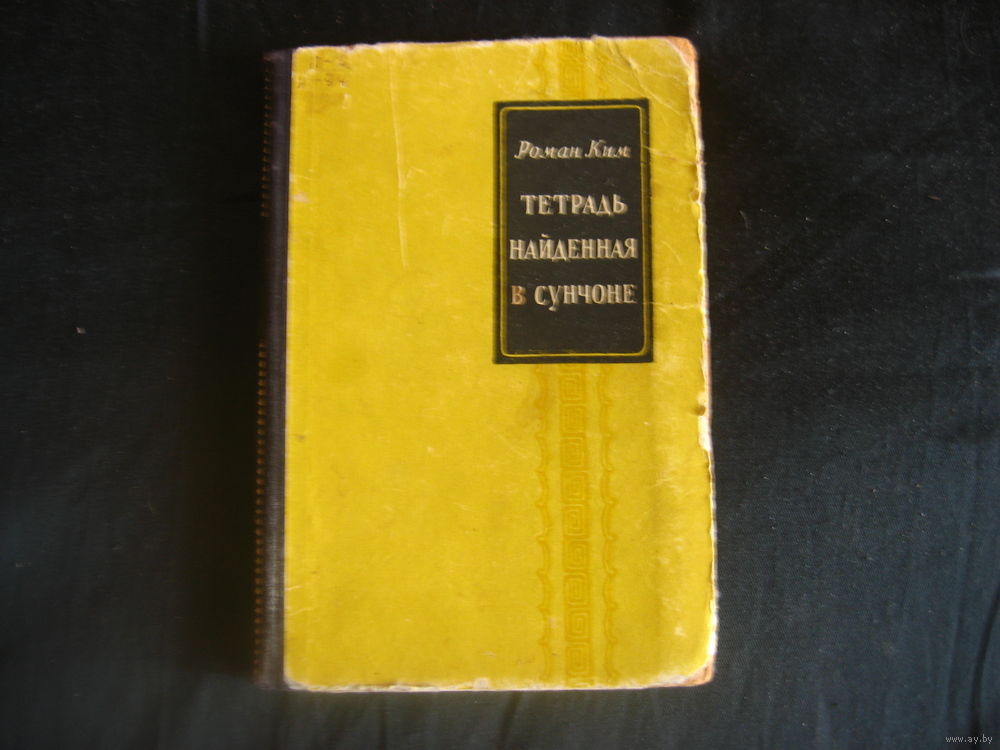 Роман Ким
ТЕТРАДЬ
НАЙДЕННАЯ
В СУНЧОНЕ
www.ay.by